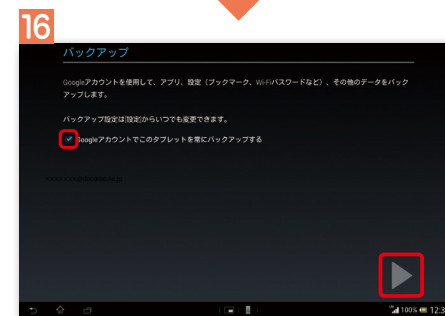 16
バックアップ
Googleアカウントを使用して、アプリ、設定（ブックマーク、Wi-Fiパスワードなど）、その他のデータをバック
アップします。
バックアップ設定は[設定]からいつでも変更できます。
Googleアカウントでこのタブレットを常にバックアップする
100% 12:3